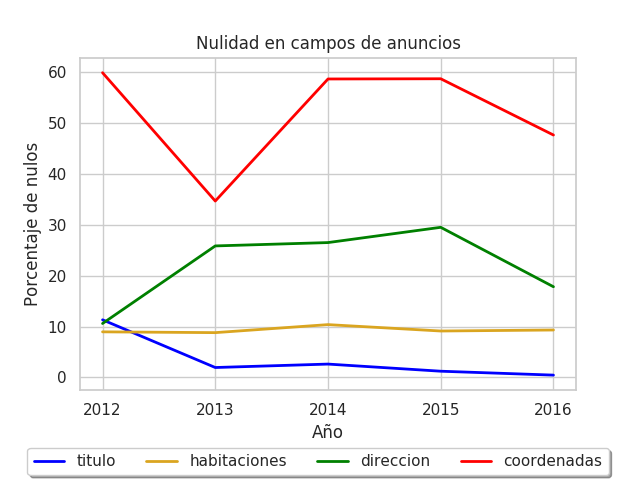 Nulidad en campos de anuncios
60
50
40
30
20
10
0
Porcentaje de nulos
2012 2013 2014 2015 2016
Año
titulo habitaciones direccion coordenadas